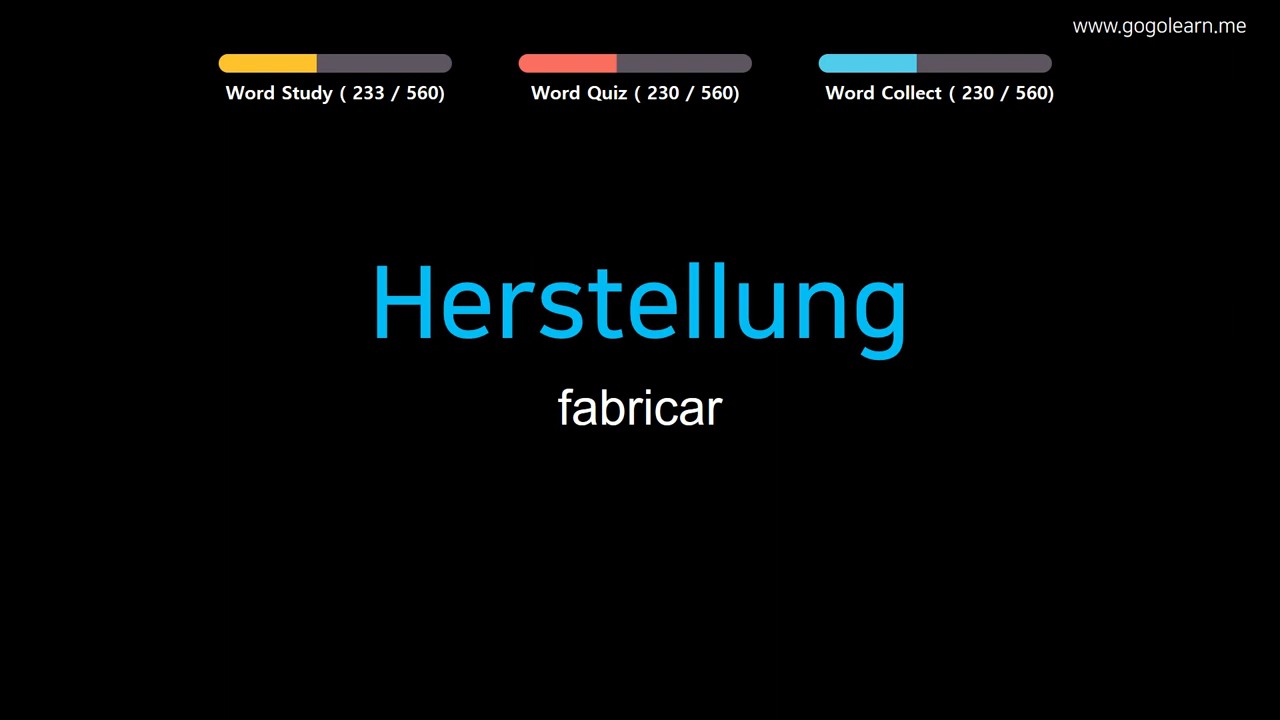 www.gogolearn.me
Word Study ( 233 / 560)
Word Quiz ( 230 / 560)
Word Collect ( 230 / 560)
Herstellung
fabricar